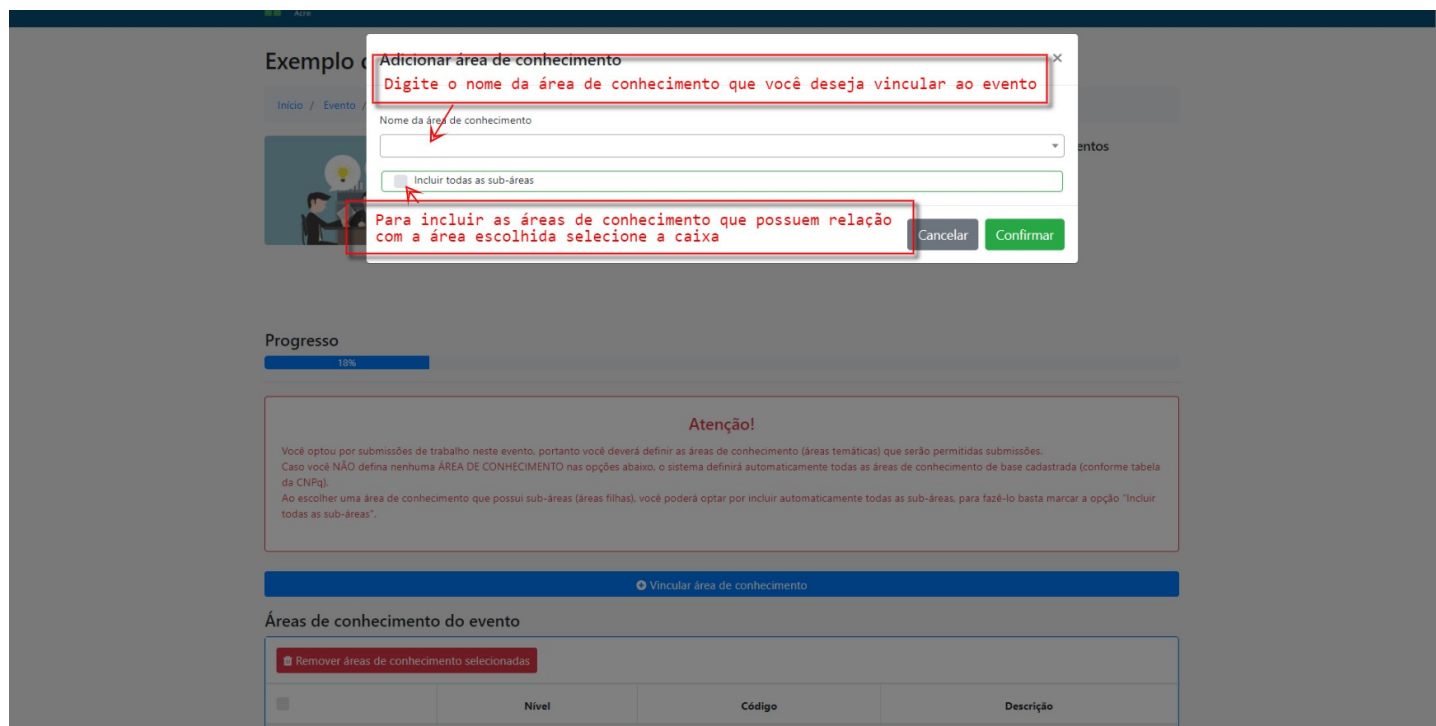 Acre
Exemplo
Adicionar área de conhecimento
×
Digite o nome da área de conhecimento que você deseja vincular ao evento
Início / Evento /
Nome da área de conhecimento
entos
Incluir todas as sub-áreas
Para incluir as áreas de conhecimento que possuem relação
com a área escolhida selecione a caixa
Cancelar
Confirmar
Progresso
18%
Atenção!
Você optou por submissões de trabalho neste evento, portanto você deverá definir as áreas de conhecimento (áreas temáticas) que serão permitidas submissões.
Caso você NÃO defina nenhuma ÁREA DE CONHECIMENTO nas opções abaixo, o sistema definirá automaticamente todas as áreas de conhecimento de base cadastrada (conforme tabela
da CNPq).
Ao escolher uma área de conhecimento que possui sub-áreas (áreas filhas), você poderá optar por incluir automaticamente todas as sub-áreas, para fazê-lo basta marcar a opção "Incluir
todas as sub-áreas".
Vincular área de conhecimento
Áreas de conhecimento do evento
Remover áreas de conhecimento selecionadas
Nível Código Descrição